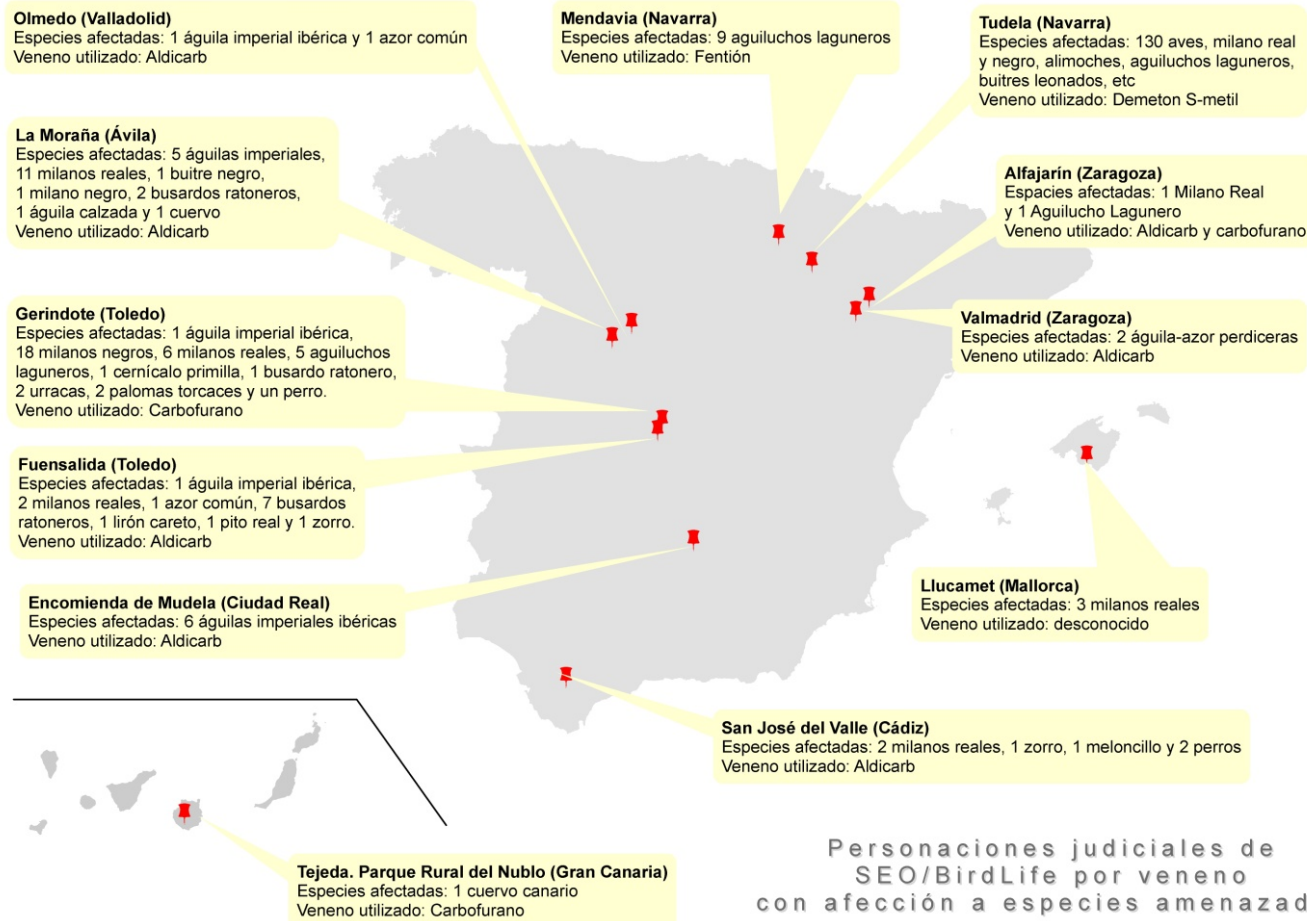 Olmedo (Valladolid)
Especies afectadas: 1 águila imperial ibérica y 1 azor común
Veneno utilizado: Aldicarb
Mendavia (Navarra)
Especies afectadas: 9 aguiluchos laguneros
Veneno utilizado: Fentión
Tudela (Navarra)
Especies afectadas: 130 aves, milano real
y negro, alimoches, aguiluchos laguneros,
buitres leonados, etc
Veneno utilizado: Demeton S-metil
La Moraña (Ávila)
Especies afectadas: 5 águilas imperiales,
11 milanos reales, 1 buitre negro,
1 milano negro, 2 busardos ratoneros,
1 águila calzada y 1 cuervo
Veneno utilizado: Aldicarb
Alfajarín (Zaragoza)
Espacies afectadas: 1 Milano Real
y 1 Aguilucho Lagunero
Veneno utilizado: Aldicarb y carbofurano
Gerindote (Toledo)
Especies afectadas: 1 águila imperial ibérica,
18 milanos negros, 6 milanos reales, 5 aguiluchos
laguneros, 1 cernícalo primilla, 1 busardo ratonero,
2 urracas, 2 palomas torcaces y un perro.
Veneno utilizado: Carbofurano
Valmadrid (Zaragoza)
Especies afectadas: 2 águila-azor perdiceras
Veneno utilizado: Aldicarb
Fuensalida (Toledo)
Especies afectadas: 1 águila imperial ibérica,
2 milanos reales, 1 azor común, 7 busardos
ratoneros, 1 lirón careto, 1 pito real y 1 zorro.
Veneno utilizado: Aldicarb
Encomienda de Mudela (Ciudad Real)
Especies afectadas: 6 águilas imperiales ibéricas
Veneno utilizado: Aldicarb
Llucamet (Mallorca)
Especies afectadas: 3 milanos reales
Veneno utilizado: desconocido
San José del Valle (Cádiz)
Especies afectadas: 2 milanos reales, 1 zorro, 1 meloncillo y 2 perros
Veneno utilizado: Aldicarb
Tejeda. Parque Rural del Nublo (Gran Canaria)
Especies afectadas: 1 cuervo canario
Veneno utilizado: Carbofurano
Personaciones judiciales de
SEO/BirdLife por veneno
con afección a especies amenazad